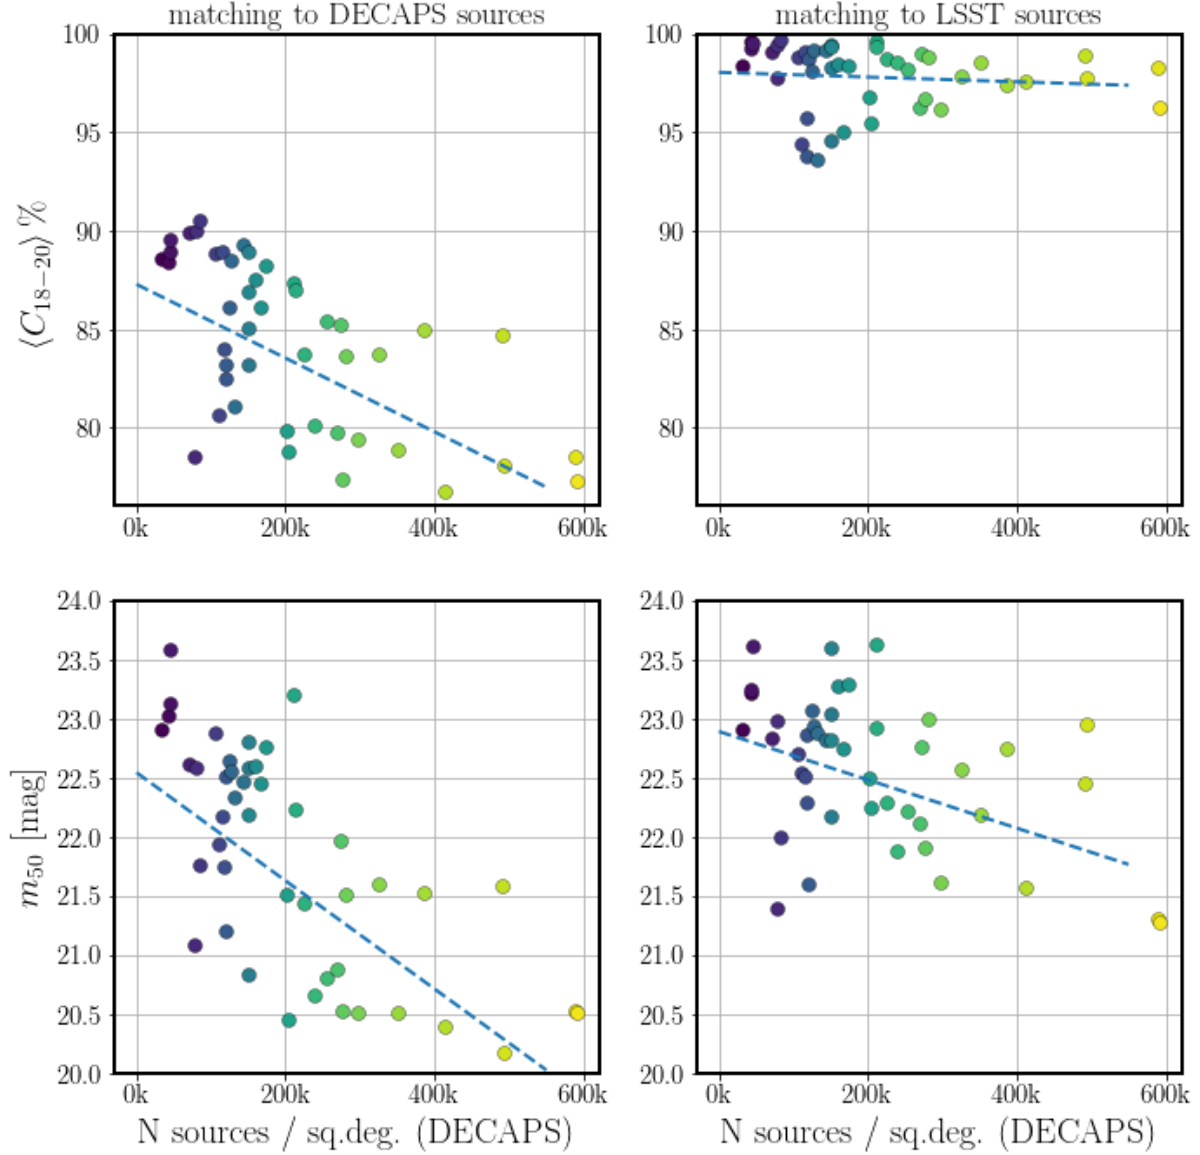 matching to DECAPS sources
matching to LSST sources
100
95
90
85
80
⟨C₁₈₋₂₀⟩ %
0k 200k 400k 600k
100
95
90
85
80
0k 200k 400k 600k
24.0
23.5
23.0
22.5
22.0
21.5
21.0
20.5
20.0
m₅₀ [mag]
0k 200k 400k 600k
N sources / sq.deg. (DECAPS)
24.0
23.5
23.0
22.5
22.0
21.5
21.0
20.5
20.0
0k 200k 400k 600k
N sources / sq.deg. (DECAPS)